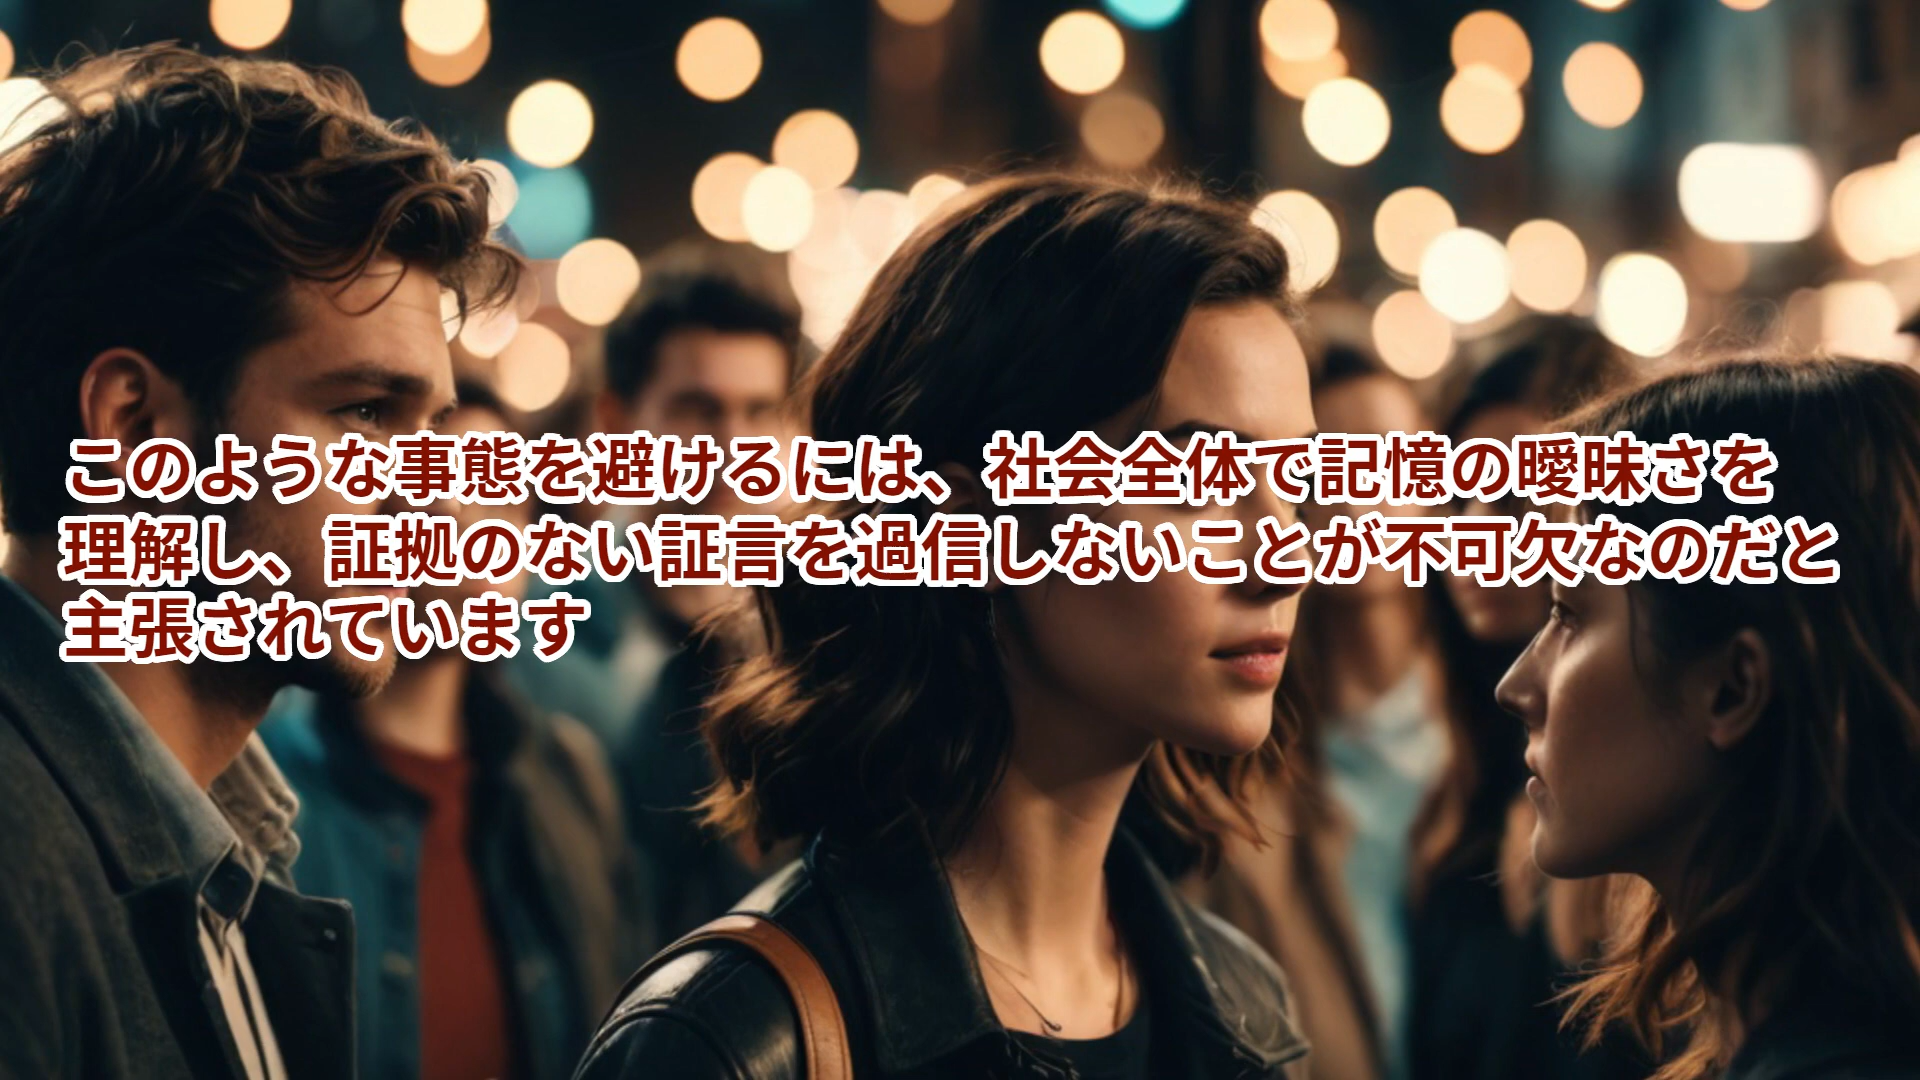 このような事態を避けるには、社会全体で記憶の曖昧さを
理解し、証拠のない証言を過信しないことが不可欠なのだと
主張されています